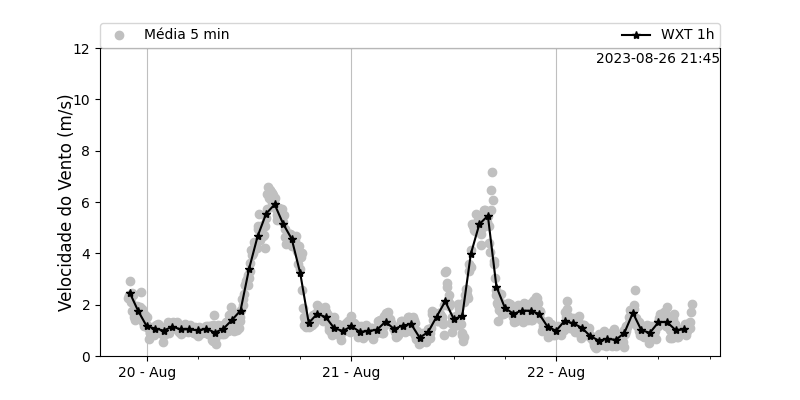 Média 5 min
WXT 1h
2023-08-26 21:45
Velocidade do Vento (m/s)
12
10
8
6
4
2
0
20 - Aug
21 - Aug
22 - Aug